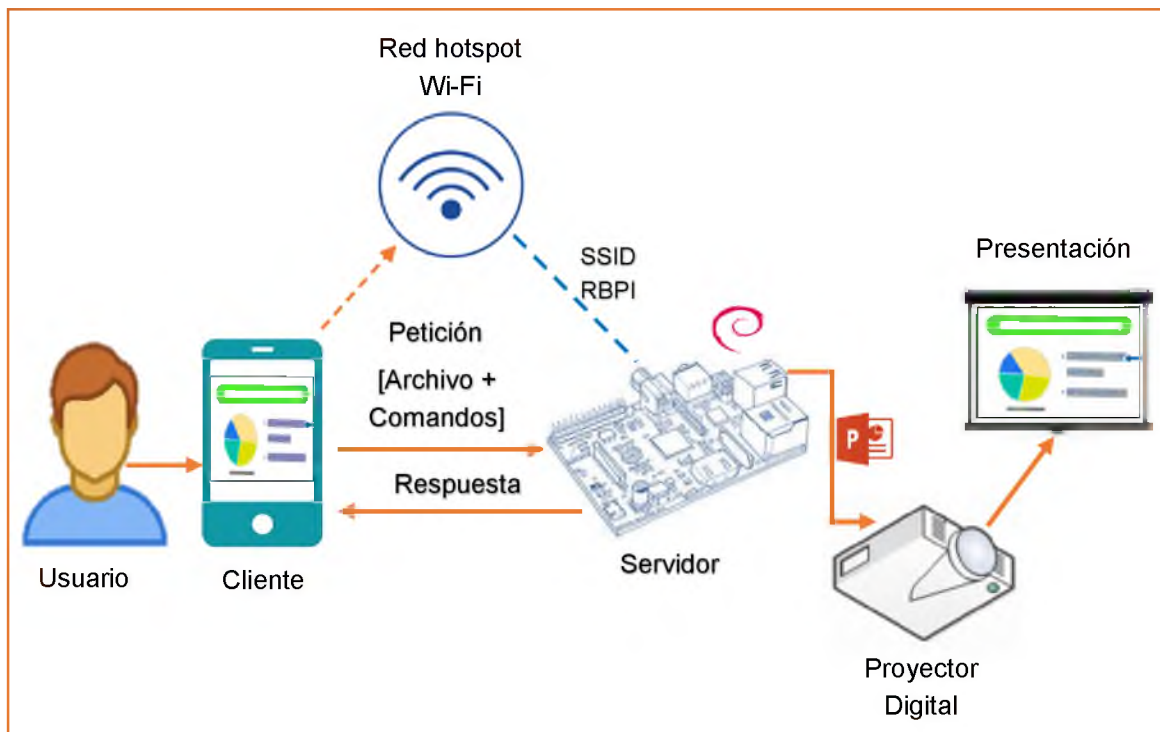 Red hotspot
Wi-Fi
SSID
RBPI
Presentación
Petición
[Archivo +
Comandos]
P
Respuesta
Servidor
Usuario
Cliente
Proyector
Digital